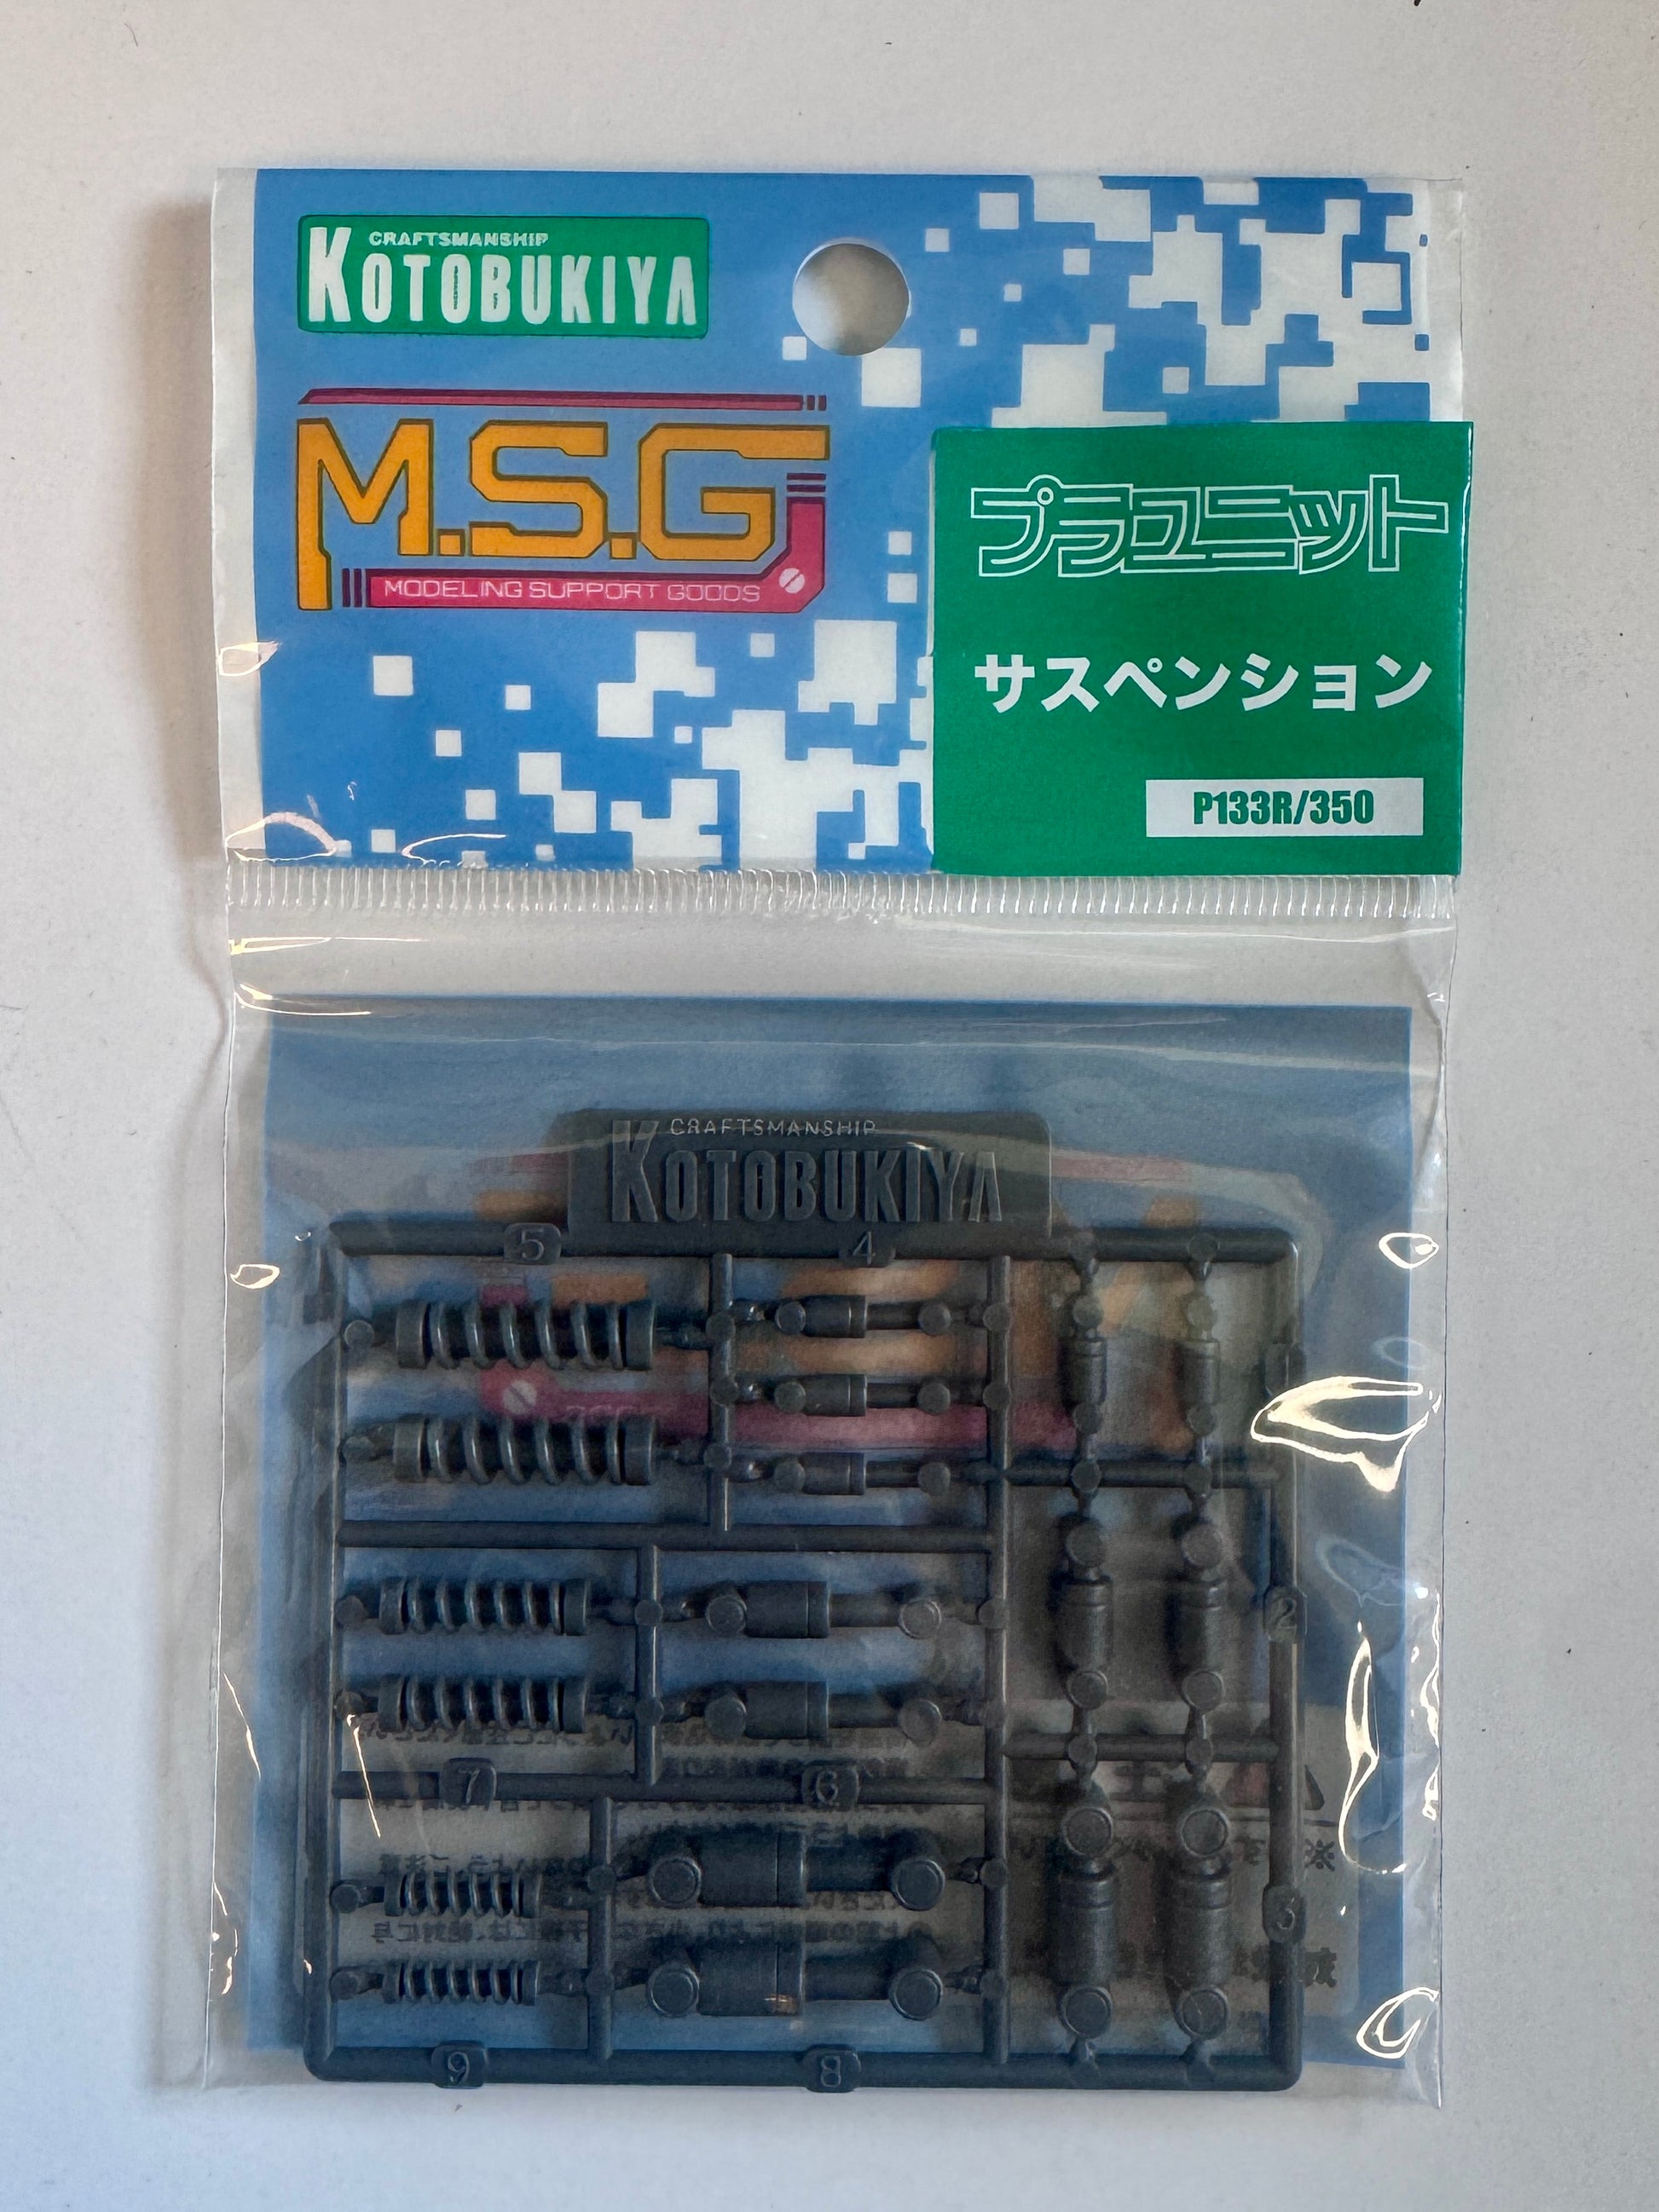 CRAFTSMANSHIP
KOTOBUKIYA
M.S.G
MODELING SUPPORT GOODS
プラユニット
サスペンション
P133R/350
CRAFTSMANSHIP
KOTOBUKIYA
5
4
2
7
6
3
9
8